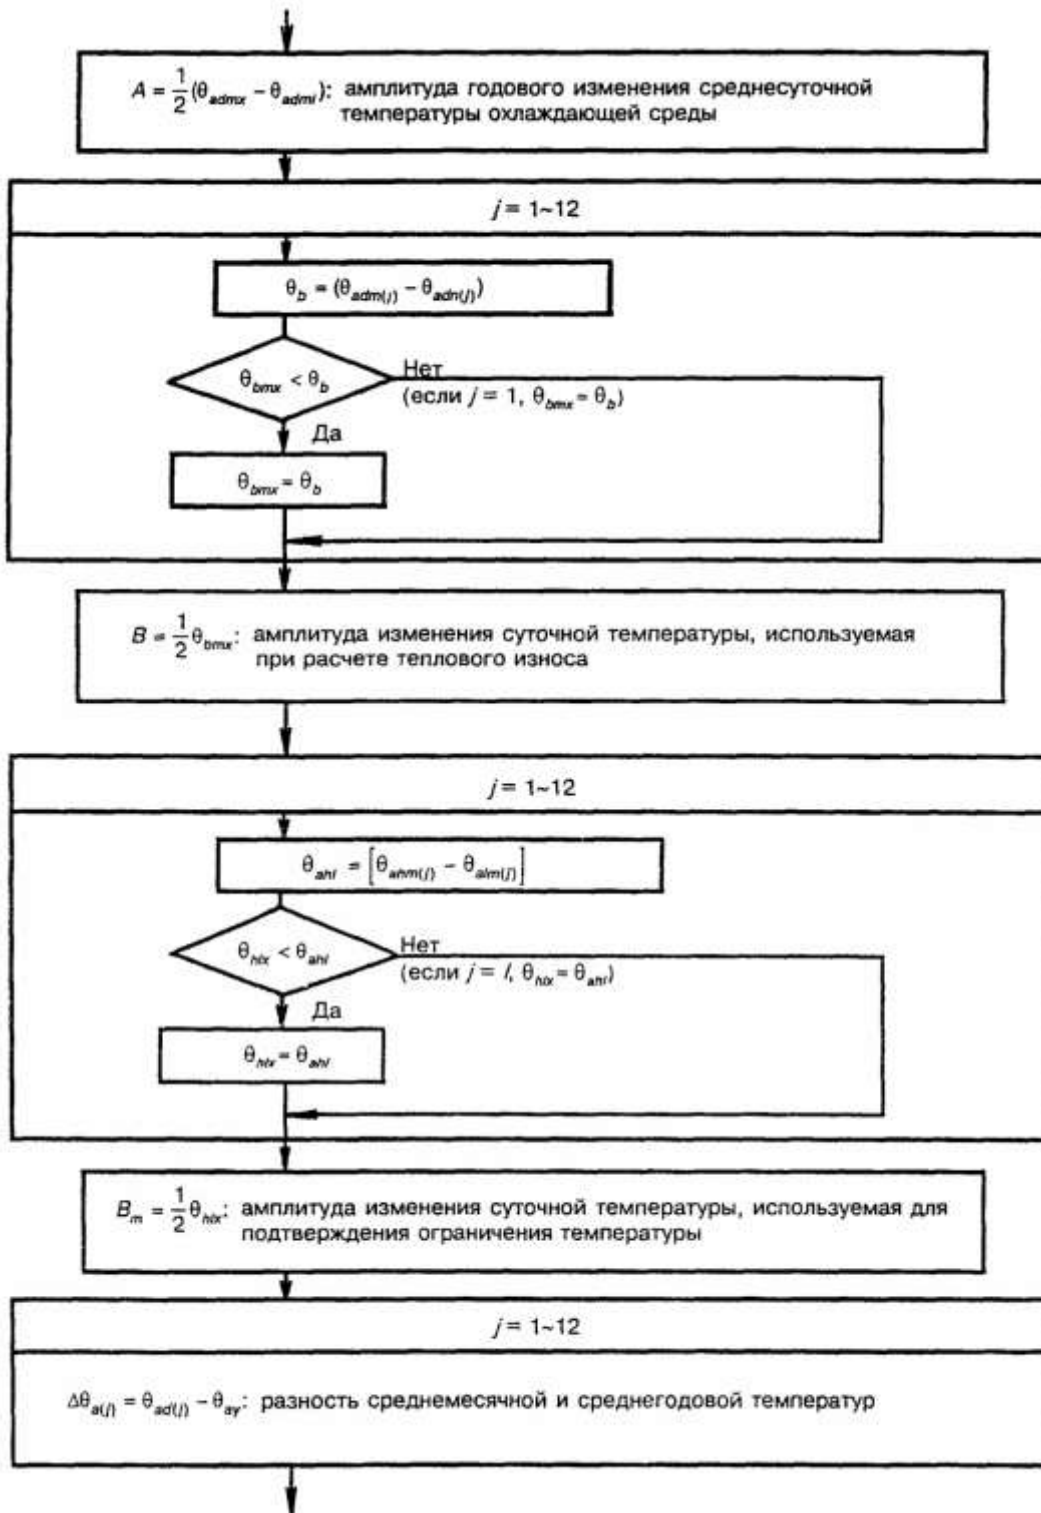 A = 1/2 (θadmx − θadmi): амплитуда годового изменения среднесуточной
температуры охлаждающей среды
j = 1~12
θb = (θadm(j) − θadn(j))
θbmx < θb
Нет
(если j = 1, θbmx = θb)
Да
θbmx = θb
B = 1/2 θbmx: амплитуда изменения суточной температуры, используемая
при расчете теплового износа
j = 1~12
θahl = [θahm(j) − θalm(j)]
θhlx < θahl
Нет
(если j = l, θhlx = θahl)
Да
θhlx = θahl
Bm = 1/2 θhlx: амплитуда изменения суточной температуры, используемая для
подтверждения ограничения температуры
j = 1~12
Δθa(j) = θad(j) − θay: разность среднемесячной и среднегодовой температур